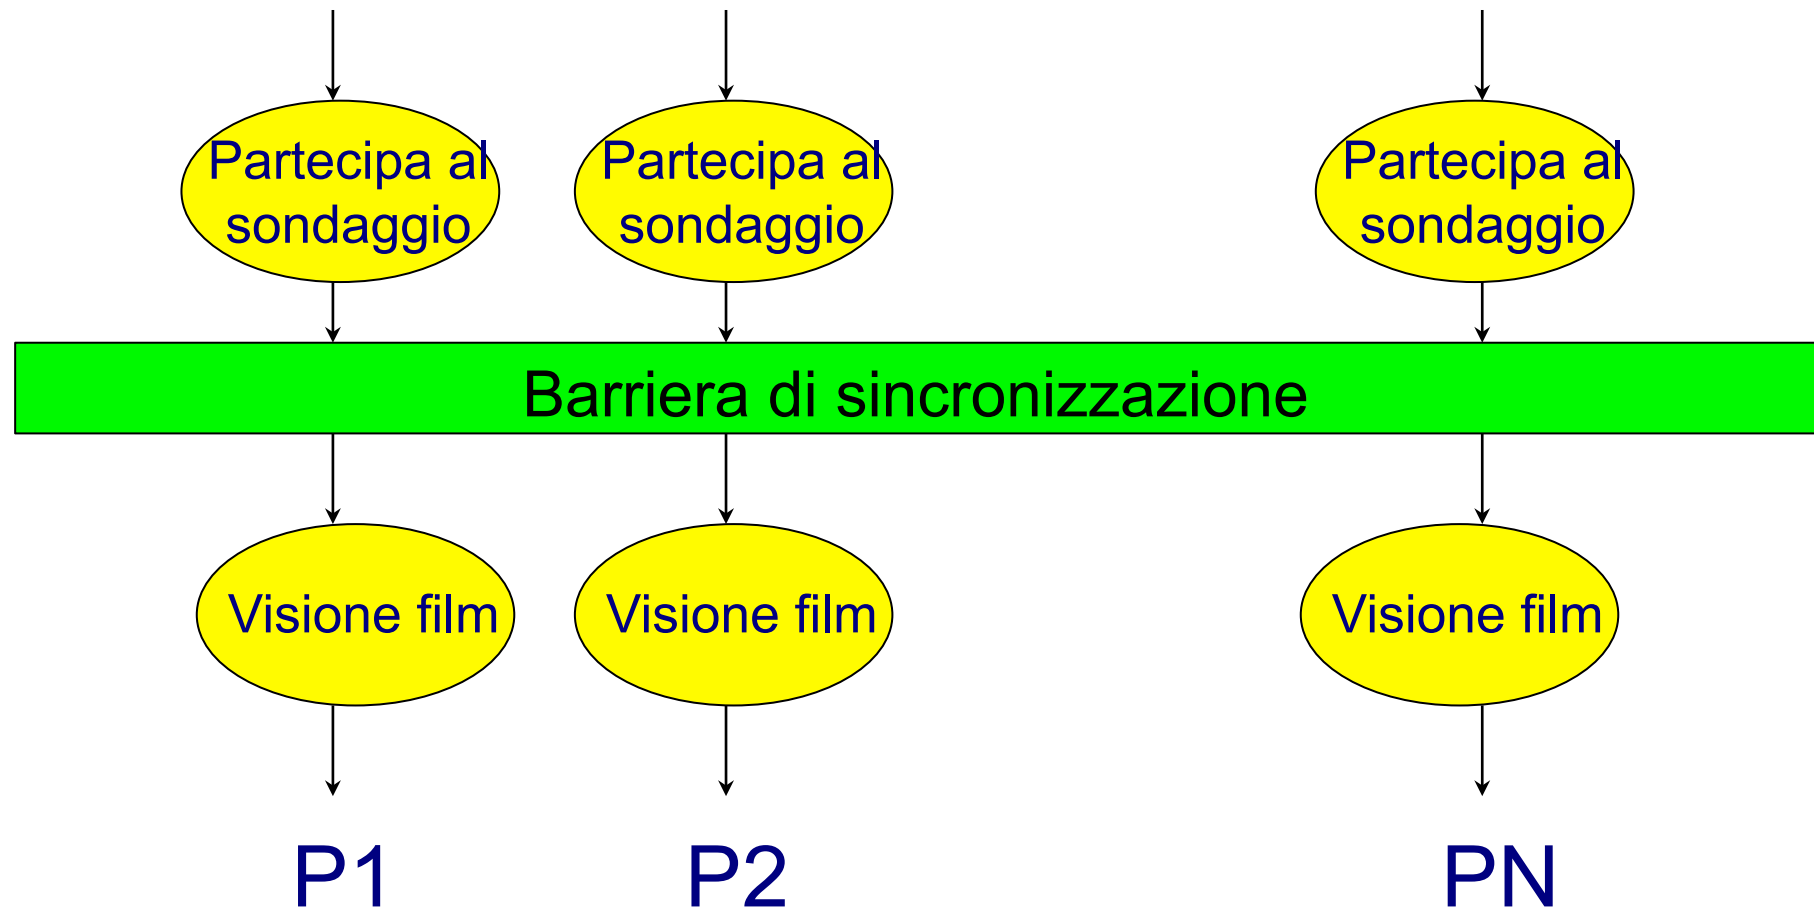 Partecipa al
sondaggio
Partecipa al
sondaggio
Partecipa al
sondaggio
Barriera di sincronizzazione
Visione film
Visione film
Visione film
P1
P2
PN